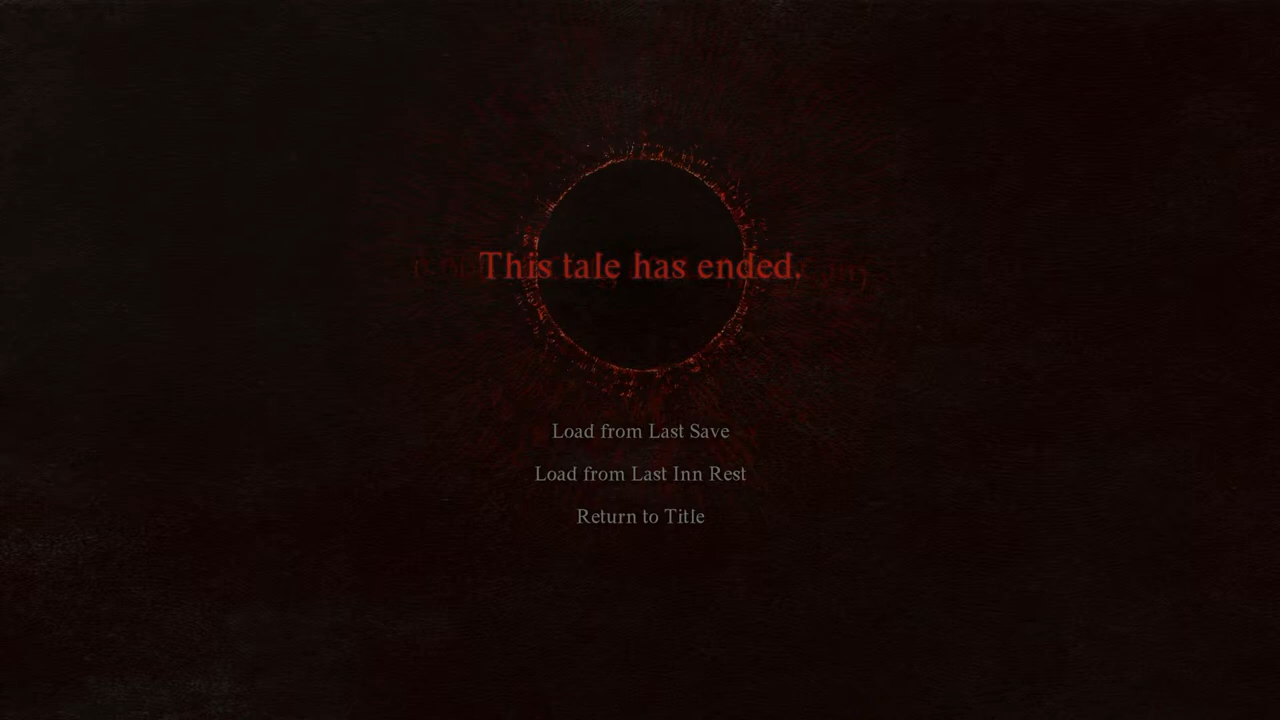 This tale has ended.
Load from Last Save
Load from Last Inn Rest
Return to Title